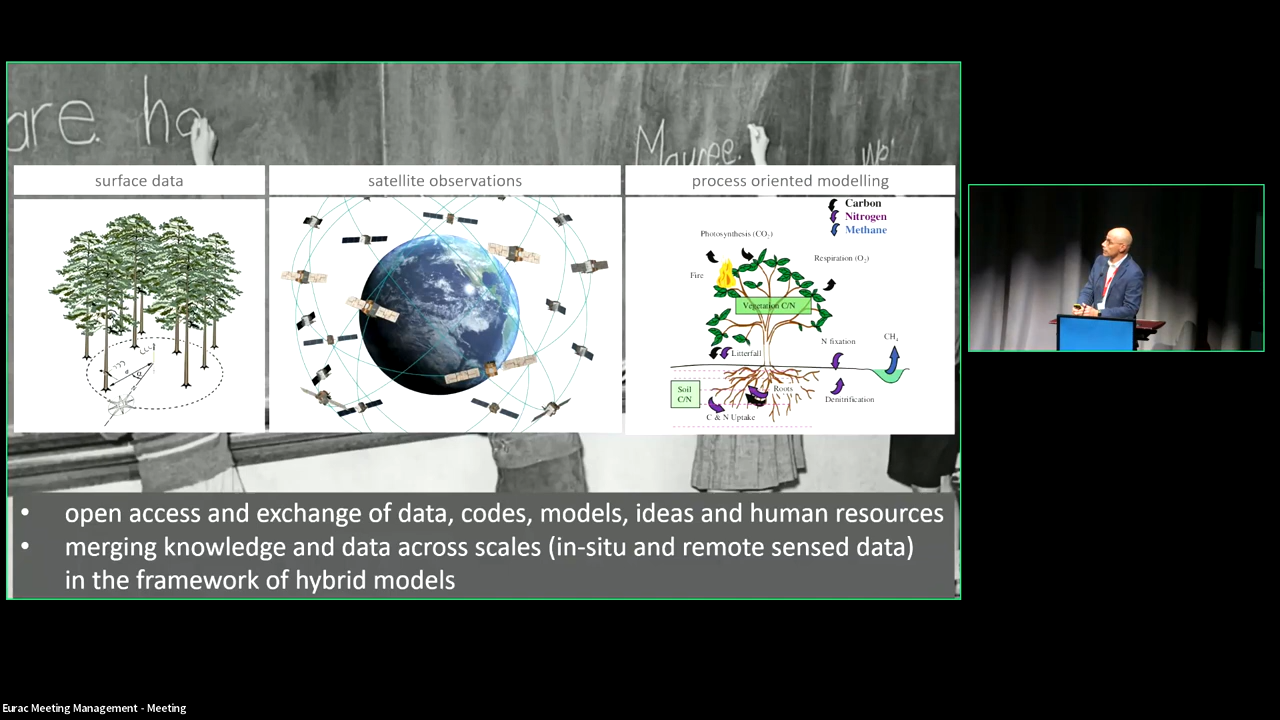 are. ho
Mauree.
surface data
satellite observations
process oriented modelling
Carbon
Nitrogen
Methane
Photosynthesis (CO2)
Respiration (O2)
Fire
Vegetation C/N
N fixation
CH4
Litterfall
Roots
Soil
C/N
Denitrification
C & N Uptake
• open access and exchange of data, codes, models, ideas and human resources
• merging knowledge and data across scales (in-situ and remote sensed data)
in the framework of hybrid models
Eurac Meeting Management - Meeting